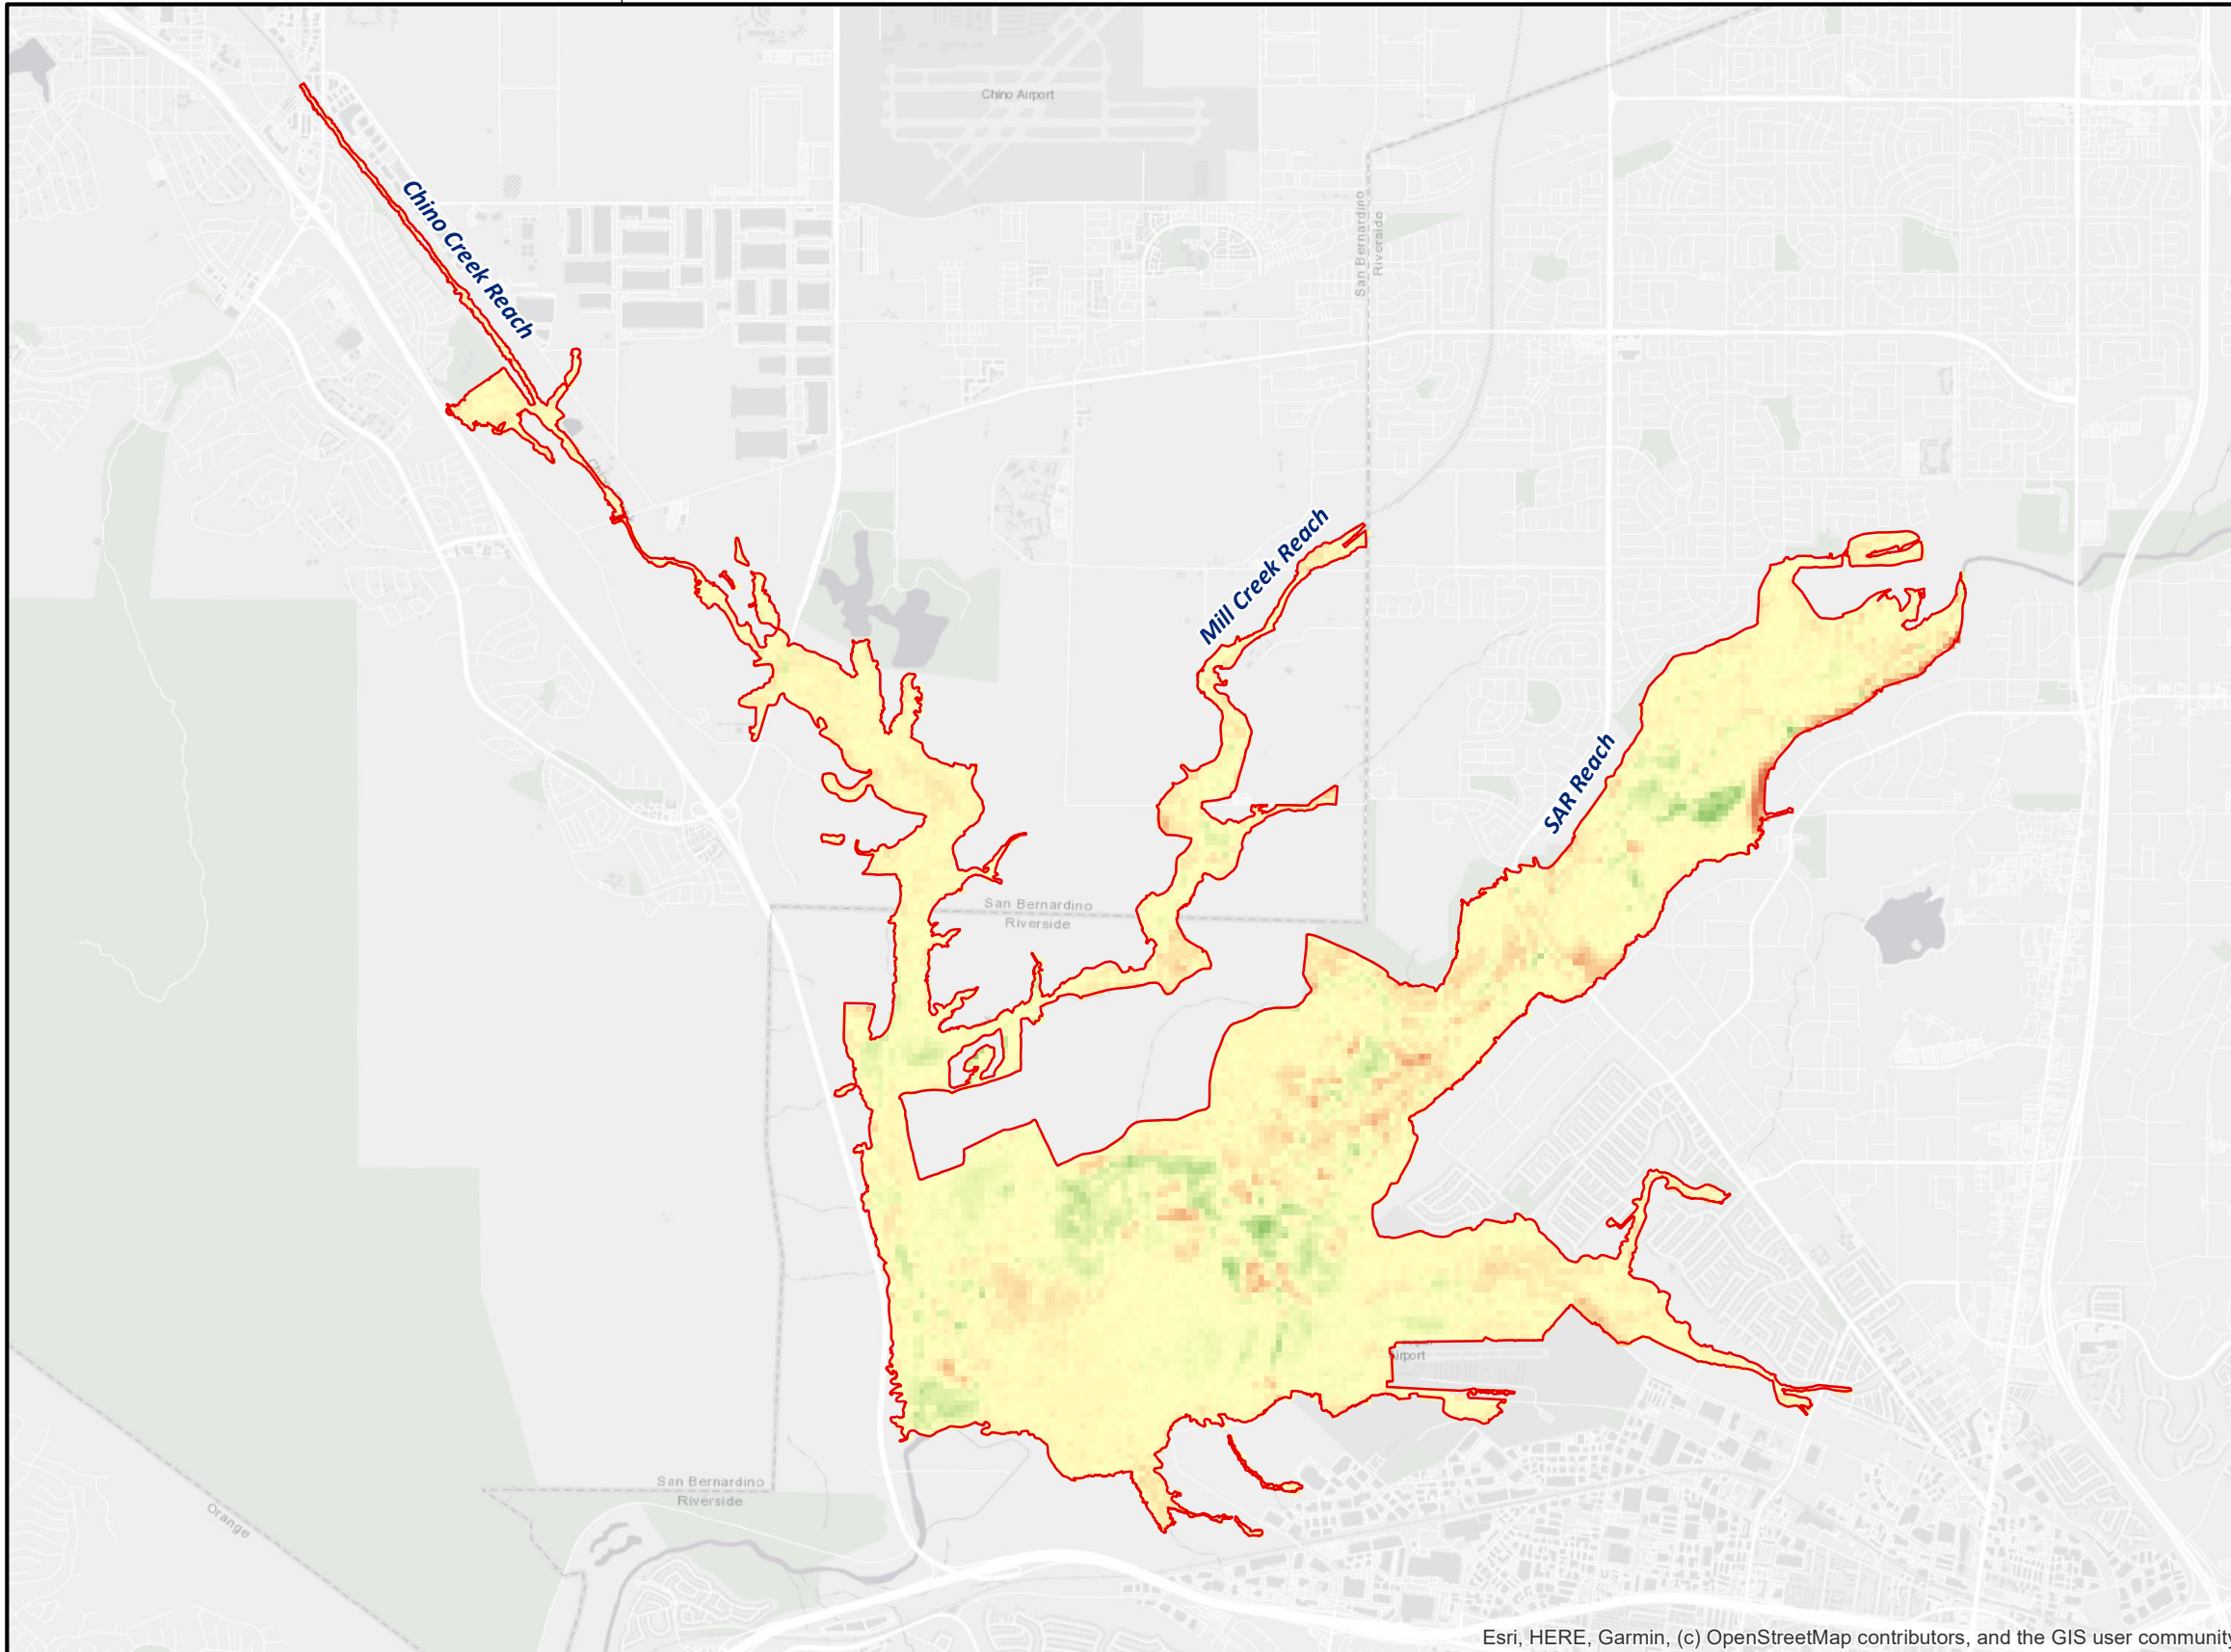 Chino Airport
Chino Creek Reach
San Bernardino
Riverside
Mill Creek Reach
SAR Reach
San Bernardino
Riverside
Airport
San Bernardino
Riverside
Orange
Esri, HERE, Garmin, (c) OpenStreetMap contributors, and the GIS user community